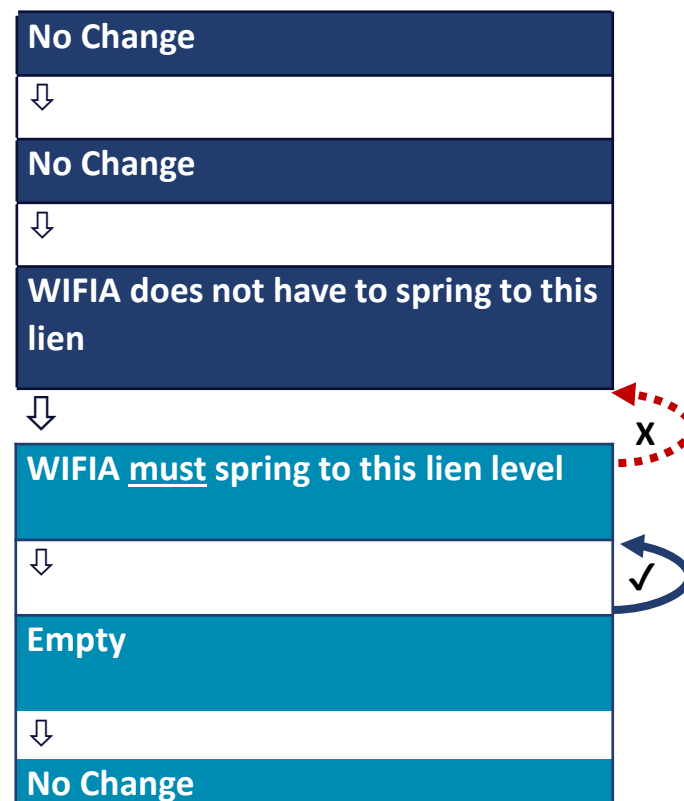 No Change
⇩
No Change
⇩
WIFIA does not have to spring to this
lien
⇩
X
WIFIA must spring to this lien level
⇩
✓
Empty
⇩
No Change